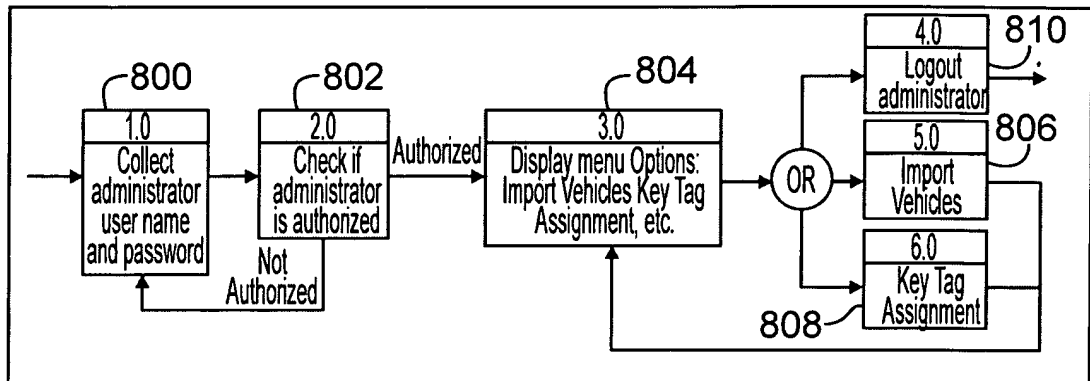 800
1.0
Collect
administrator
user name
and password
802
2.0
Check if
administrator
is authorized
Authorized
Not
Authorized
804
3.0
Display menu Options:
Import Vehicles Key Tag
Assignment, etc.
OR
810
4.0
Logout
administrator
806
5.0
Import
Vehicles
6.0
Key Tag
Assignment
808